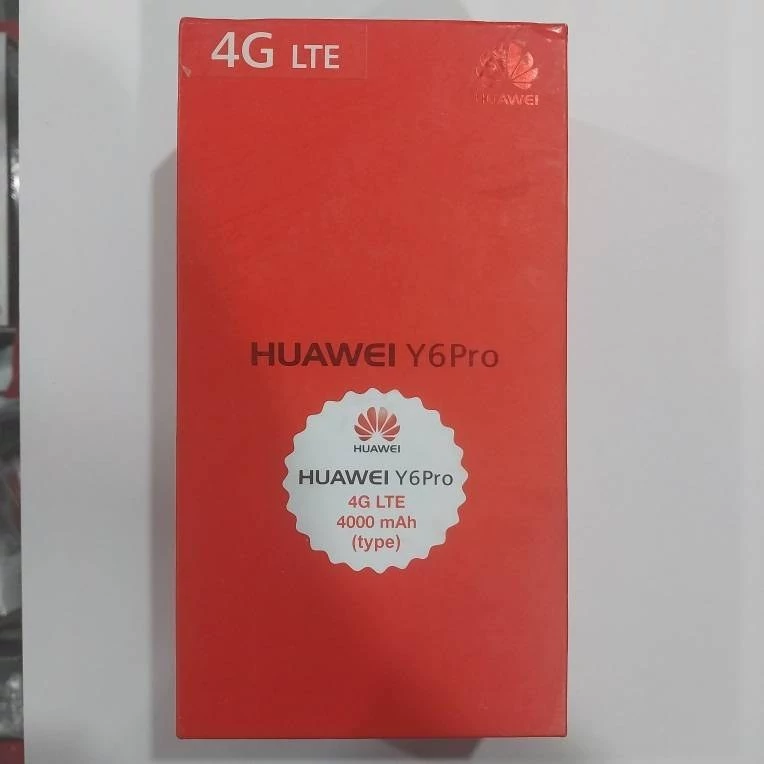 4G LTE
HUAWEI
HUAWEI Y6Pro
HUAWEI
HUAWEI Y6Pro
4G LTE
4000 mAh
(type)